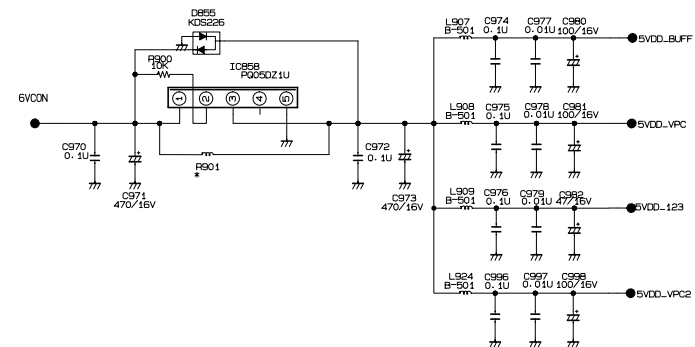 D855
KDS226
R900
10K
IC858
PQ05DZ1U
1 2 3 4 5
6VCON
C970
0.1U
C971
470/16V
R901
*
C972
0.1U
C973
470/16V
L907
B-501
C974
0.1U
C977
0.01U
C980
100/16V
5VDD_BUFF
L908
B-501
C975
0.1U
C978
0.01U
C981
100/16V
5VDD_VPC
L909
B-501
C976
0.1U
C979
0.01U
C982
47/16V
5VDD_123
L924
B-501
C996
0.1U
C997
0.01U
C998
100/16V
5VDD_VPC2